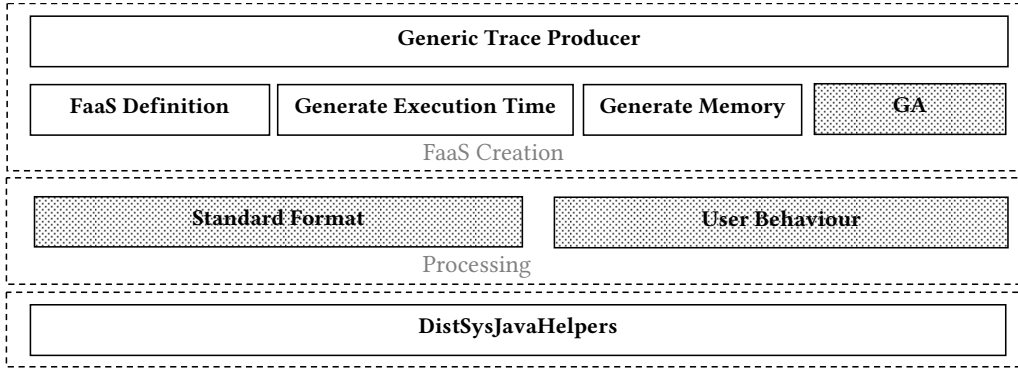 Generic Trace Producer
FaaS Definition
Generate Execution Time
Generate Memory
GA
FaaS Creation
Standard Format
User Behaviour
Processing
DistSysJavaHelpers